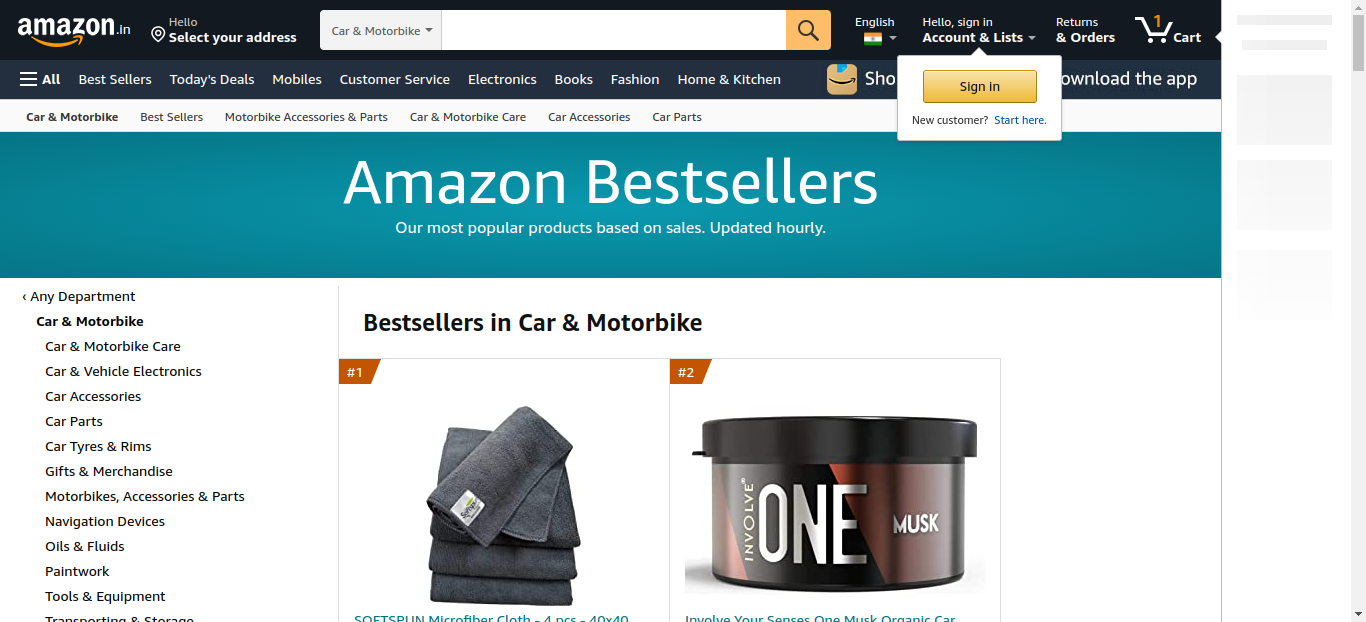 amazon.in
Hello
Select your address
Car & Motorbike
English
Hello, sign in
Account & Lists
Returns
& Orders
1
Cart
All
Best Sellers
Today's Deals
Mobiles
Customer Service
Electronics
Books
Fashion
Home & Kitchen
Sho
ownload the app
Sign in
New customer? Start here.
Car & Motorbike
Best Sellers
Motorbike Accessories & Parts
Car & Motorbike Care
Car Accessories
Car Parts
Amazon Bestsellers
Our most popular products based on sales. Updated hourly.
‹ Any Department
Car & Motorbike
Car & Motorbike Care
Car & Vehicle Electronics
Car Accessories
Car Parts
Car Tyres & Rims
Gifts & Merchandise
Motorbikes, Accessories & Parts
Navigation Devices
Oils & Fluids
Paintwork
Tools & Equipment
Transporting & Storage
Bestsellers in Car & Motorbike
#1
#2
INVOLVE
ONE
MUSK
SOFTSPUN Microfiber Cloth - 4 pcs - 40x40
Involve Your Senses One Musk Organic Car